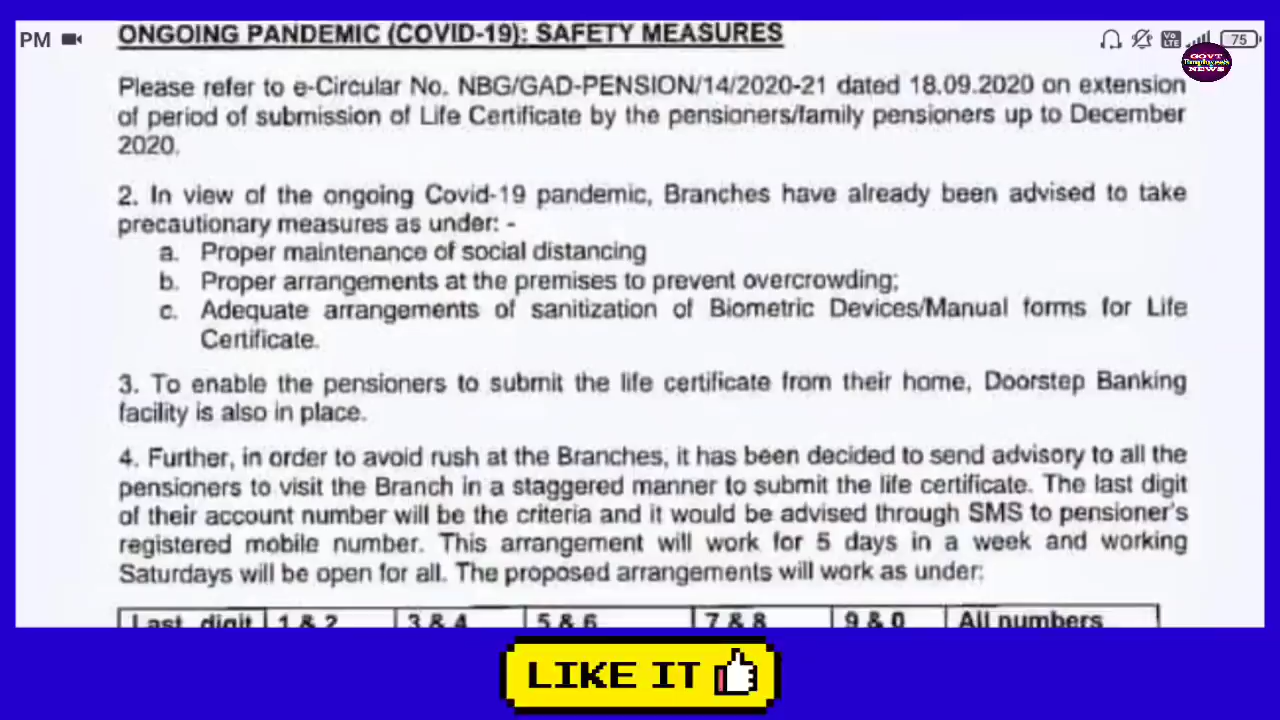 PM
75
Vo
LTE
GOVT
Employees
NEWS
ONGOING PANDEMIC (COVID-19): SAFETY MEASURES
Please refer to e-Circular No. NBG/GAD-PENSION/14/2020-21 dated 18.09.2020 on extension
of period of submission of Life Certificate by the pensioners/family pensioners up to December
2020.
2. In view of the ongoing Covid-19 pandemic, Branches have already been advised to take
precautionary measures as under: -
a. Proper maintenance of social distancing
b. Proper arrangements at the premises to prevent overcrowding;
c. Adequate arrangements of sanitization of Biometric Devices/Manual forms for Life
Certificate.
3. To enable the pensioners to submit the life certificate from their home, Doorstep Banking
facility is also in place.
4. Further, in order to avoid rush at the Branches, it has been decided to send advisory to all the
pensioners to visit the Branch in a staggered manner to submit the life certificate. The last digit
of their account number will be the criteria and it would be advised through SMS to pensioner's
registered mobile number. This arrangement will work for 5 days in a week and working
Saturdays will be open for all. The proposed arrangements will work as under:
Last digit 1 & 2 3 & 4 5 & 6 7 & 8 9 & 0 All numbers
LIKE IT